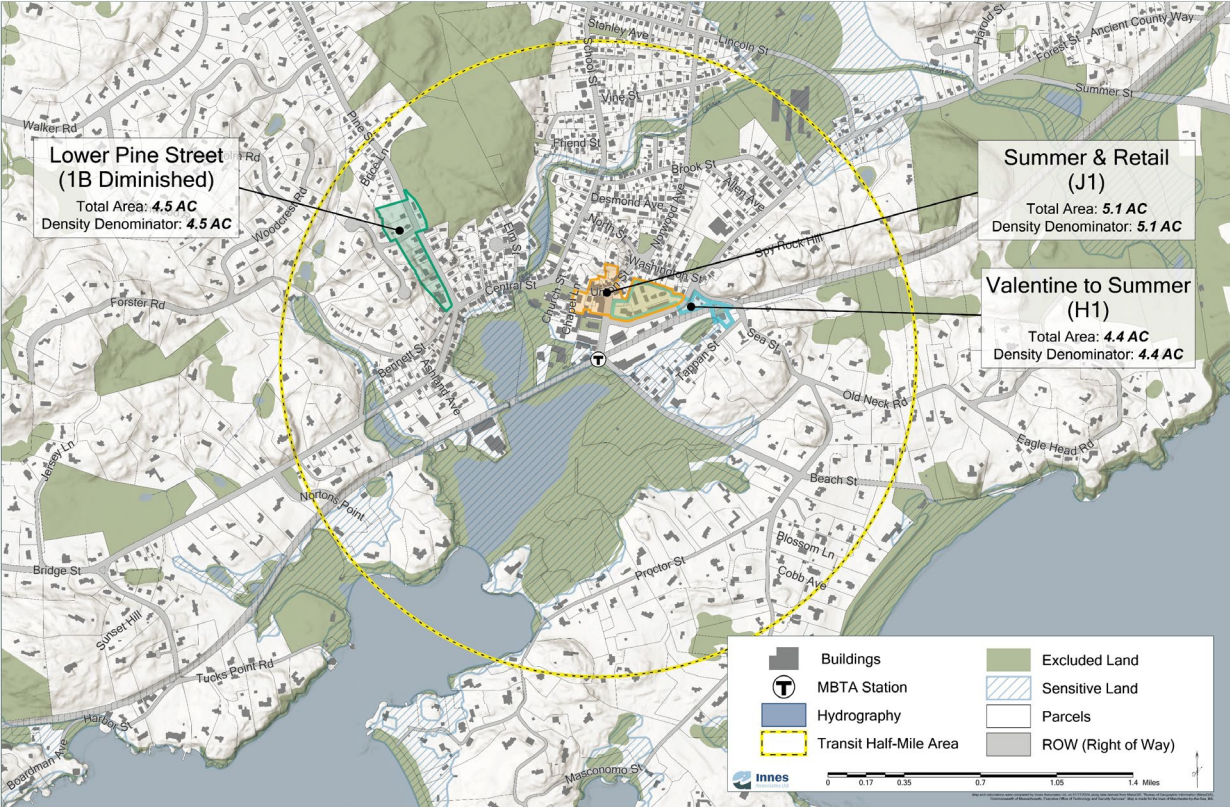 Stanley Ave
Lincoln St
Harold St
Ancient County Way
Forest St
School St
Summer St
Vine St
Walker Rd
Pine St
Friend St
Lower Pine Street
(1B Diminished)
Total Area: 4.5 AC
Density Denominator: 4.5 AC
Brice Ln
Woodcrest Rd
Brook St
Allen Ave
Desmond Ave
Norwood Ave
North St
Elm St
Summer & Retail
(J1)
Total Area: 5.1 AC
Density Denominator: 5.1 AC
Spy Rock Hill
Washington St
Central St
Church St
Chapel Ln
Valentine to Summer
(H1)
Total Area: 4.4 AC
Density Denominator: 4.4 AC
Forster Rd
Sea St
Tappan St
Bennett St
Ashland Ave
T
Old Neck Rd
Eagle Head Rd
Jersey Ln
Beach St
Nortons Point
Blossom Ln
Proctor St
Cobb Ave
Bridge St
Sunset Hill
Tucks Point Rd
Harbor St
Boardman Ave
Masconomo St
Buildings
T MBTA Station
Hydrography
Transit Half-Mile Area
Excluded Land
Sensitive Land
Parcels
ROW (Right of Way)
Innes
Associates Ltd.
0 0.17 0.35 0.7 1.05 1.4 Miles